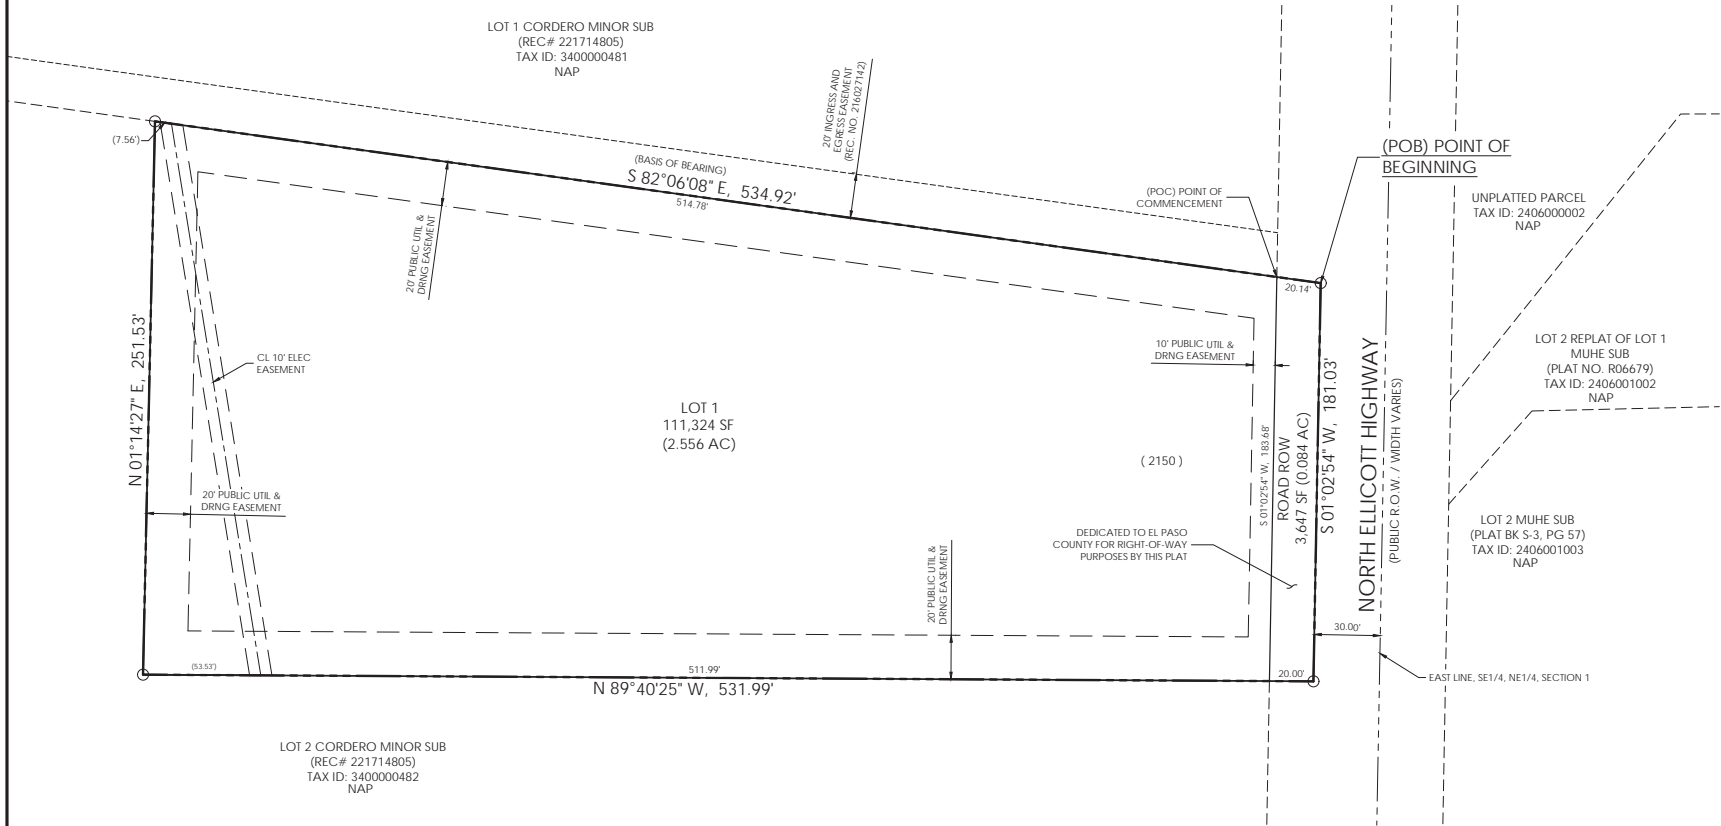 LOT 1 CORDERO MINOR SUB
(REC# 221714805)
TAX ID: 3400000481
NAP
20' INGRESS AND
EGRESS EASEMENT
(REC. NO. 216027142)
(7.56')
(BASIS OF BEARING)
S 82°06'08" E, 534.92'
514.78'
(POC) POINT OF
COMMENCEMENT
(POB) POINT OF
BEGINNING
UNPLATTED PARCEL
TAX ID: 2406000002
NAP
20' PUBLIC UTIL &
DRNG EASEMENT
20.14'
N 01°14'27" E, 251.53'
CL 10' ELEC
EASEMENT
10' PUBLIC UTIL &
DRNG EASEMENT
LOT 1
111,324 SF
(2.556 AC)
( 2150 )
S 01°02'54" W, 183.68'
ROAD ROW
3,647 SF (0.084 AC)
S 01°02'54" W, 181.03'
NORTH ELLICOTT HIGHWAY
(PUBLIC R.O.W. / WIDTH VARIES)
LOT 2 REPLAT OF LOT 1
MUHE SUB
(PLAT NO. R06679)
TAX ID: 2406001002
NAP
20' PUBLIC UTIL &
DRNG EASEMENT
DEDICATED TO EL PASO
COUNTY FOR RIGHT-OF-WAY
PURPOSES BY THIS PLAT
LOT 2 MUHE SUB
(PLAT BK S-3, PG 57)
TAX ID: 2406001003
NAP
20' PUBLIC UTIL &
DRNG EASEMENT
30.00'
(53.53')
511.99'
20.00'
N 89°40'25" W, 531.99'
EAST LINE, SE1/4, NE1/4, SECTION 1
LOT 2 CORDERO MINOR SUB
(REC# 221714805)
TAX ID: 3400000482
NAP